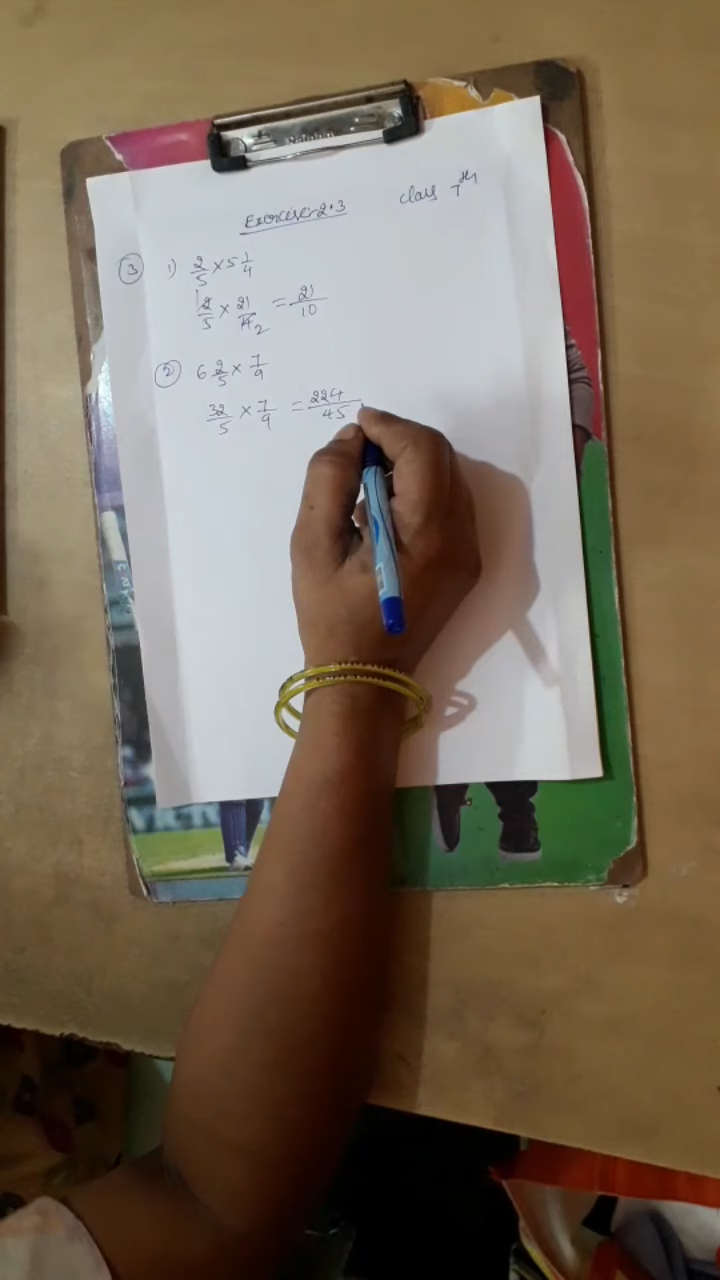 Exercise-2.3 class 7th
③ 1) 2/5 × 5 1/4
2/5 × 21/4 2 = 21/10
② 6 2/5 × 7/9
32/5 × 7/9 = 224/45